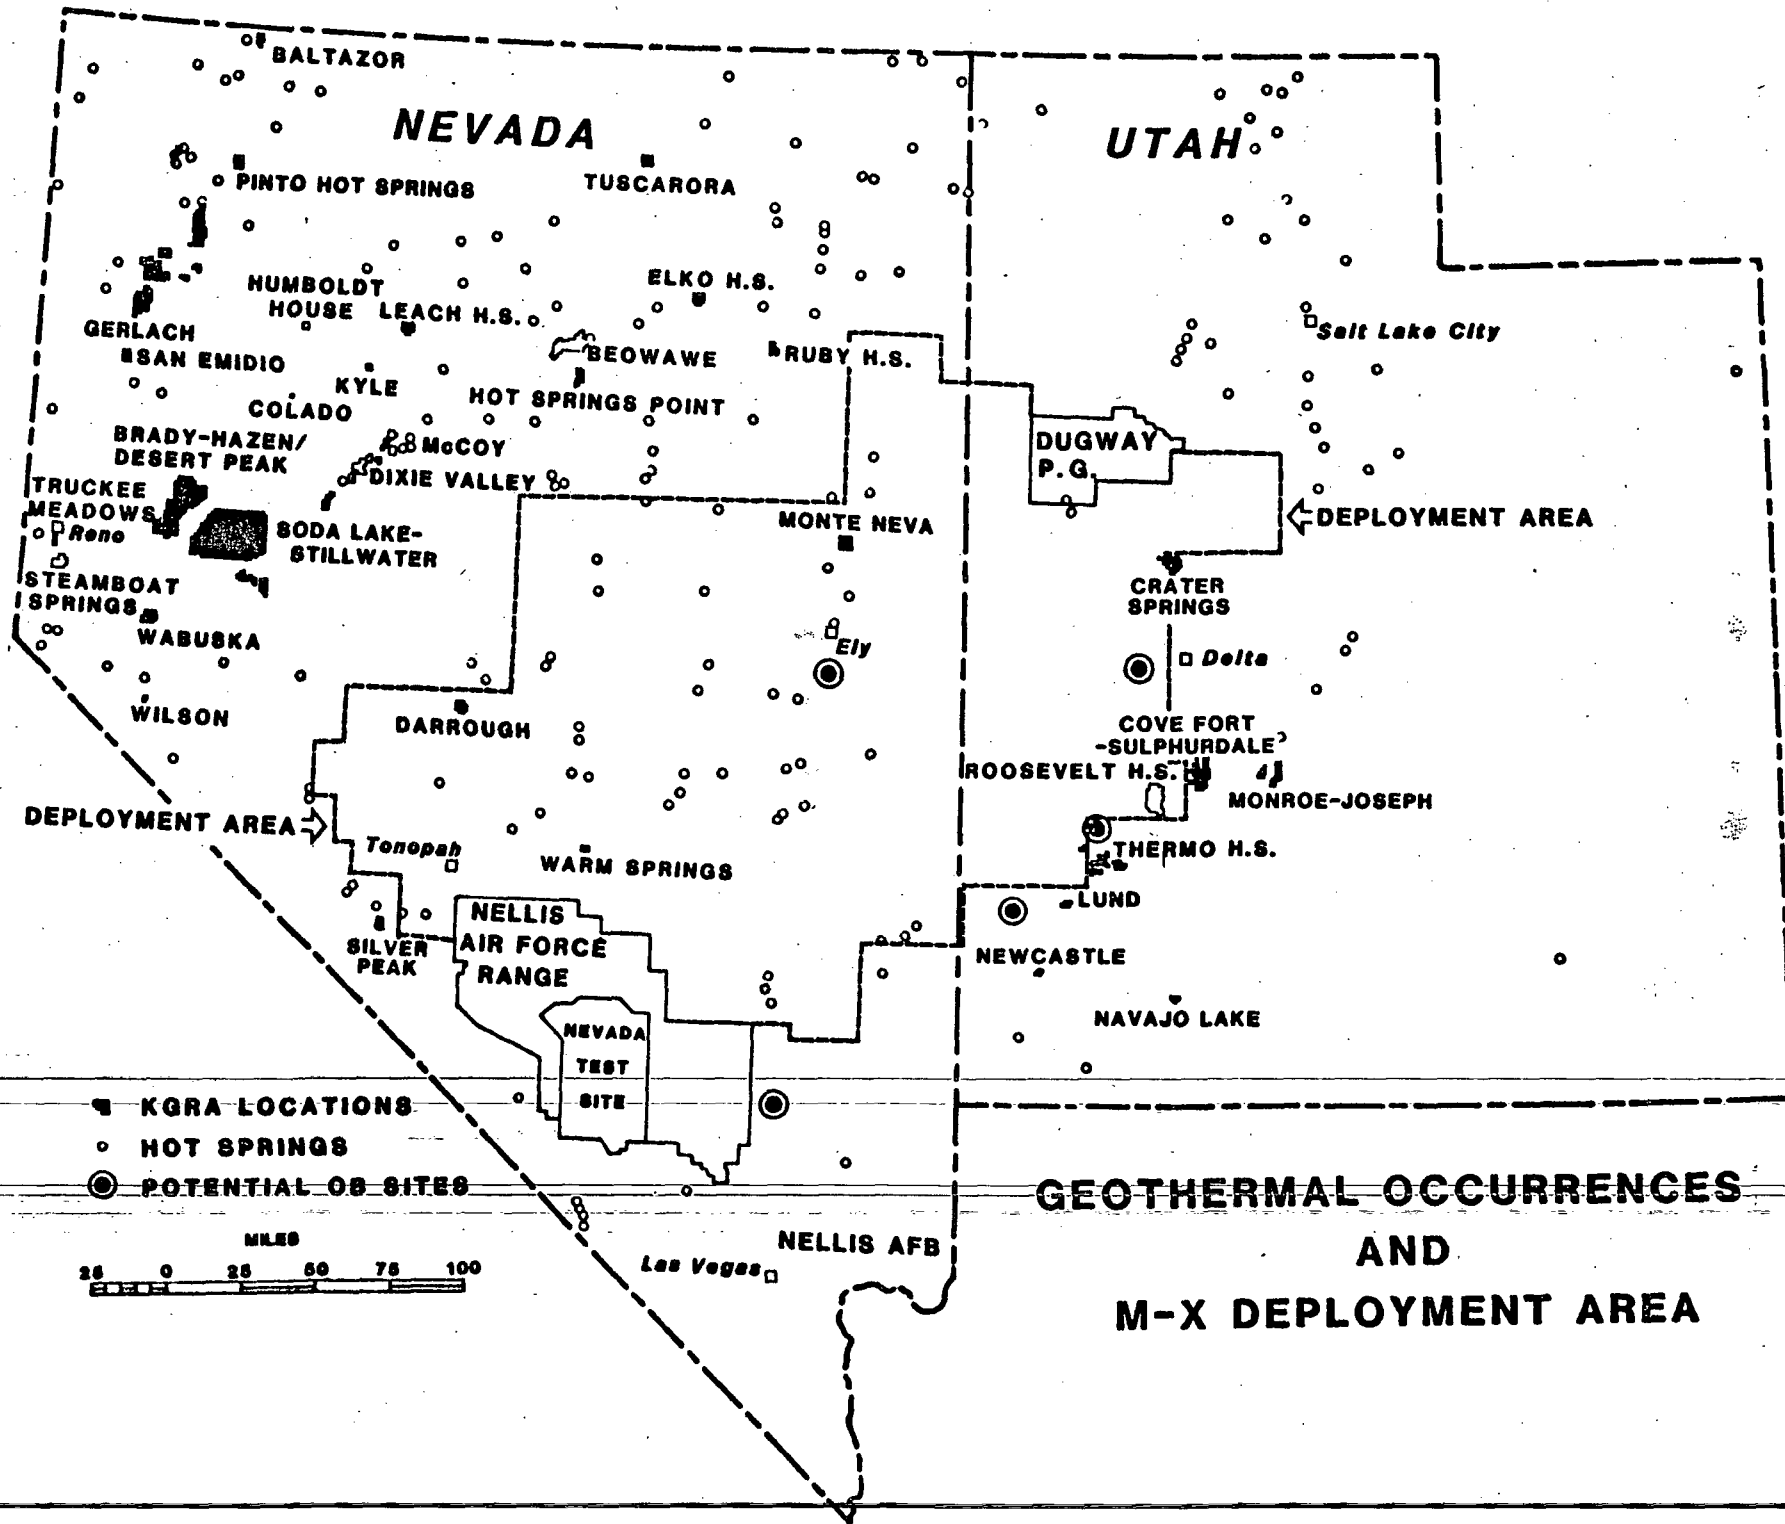 BALTAZOR
NEVADA
UTAH
PINTO HOT SPRINGS
TUSCARORA
HUMBOLDT
HOUSE
LEACH H.S.
ELKO H.S.
GERLACH
SAN EMIDIO
KYLE
COLADO
BEOWAWE
HOT SPRINGS POINT
RUBY H.S.
Salt Lake City
BRADY-HAZEN/
DESERT PEAK
McCOY
DIXIE VALLEY
TRUCKEE
MEADOWS
Reno
SODA LAKE-
STILLWATER
STEAMBOAT
SPRINGS
WABUSKA
WILSON
MONTE NEVA
DUGWAY
P.G.
DEPLOYMENT AREA
CRATER
SPRINGS
Ely
Delta
DARROUGH
COVE FORT
-SULPHURDALE
ROOSEVELT H.S.
MONROE-JOSEPH
DEPLOYMENT AREA
Tonopah
WARM SPRINGS
THERMO H.S.
LUND
SILVER
PEAK
NELLIS
AIR FORCE
RANGE
NEWCASTLE
NAVAJO LAKE
NEVADA
TEST
SITE
KGRA LOCATIONS
HOT SPRINGS
POTENTIAL OB SITES
MILES
25 0 25 50 75 100
Las Vegas
NELLIS AFB
GEOTHERMAL OCCURRENCES
AND
M-X DEPLOYMENT AREA